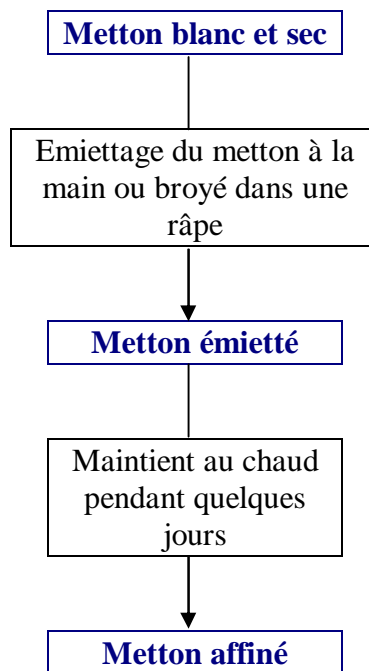 Metton blanc et sec
Emiettage du metton à la
main ou broyé dans une
râpe
Metton émietté
Maintient au chaud
pendant quelques
jours
Metton affiné